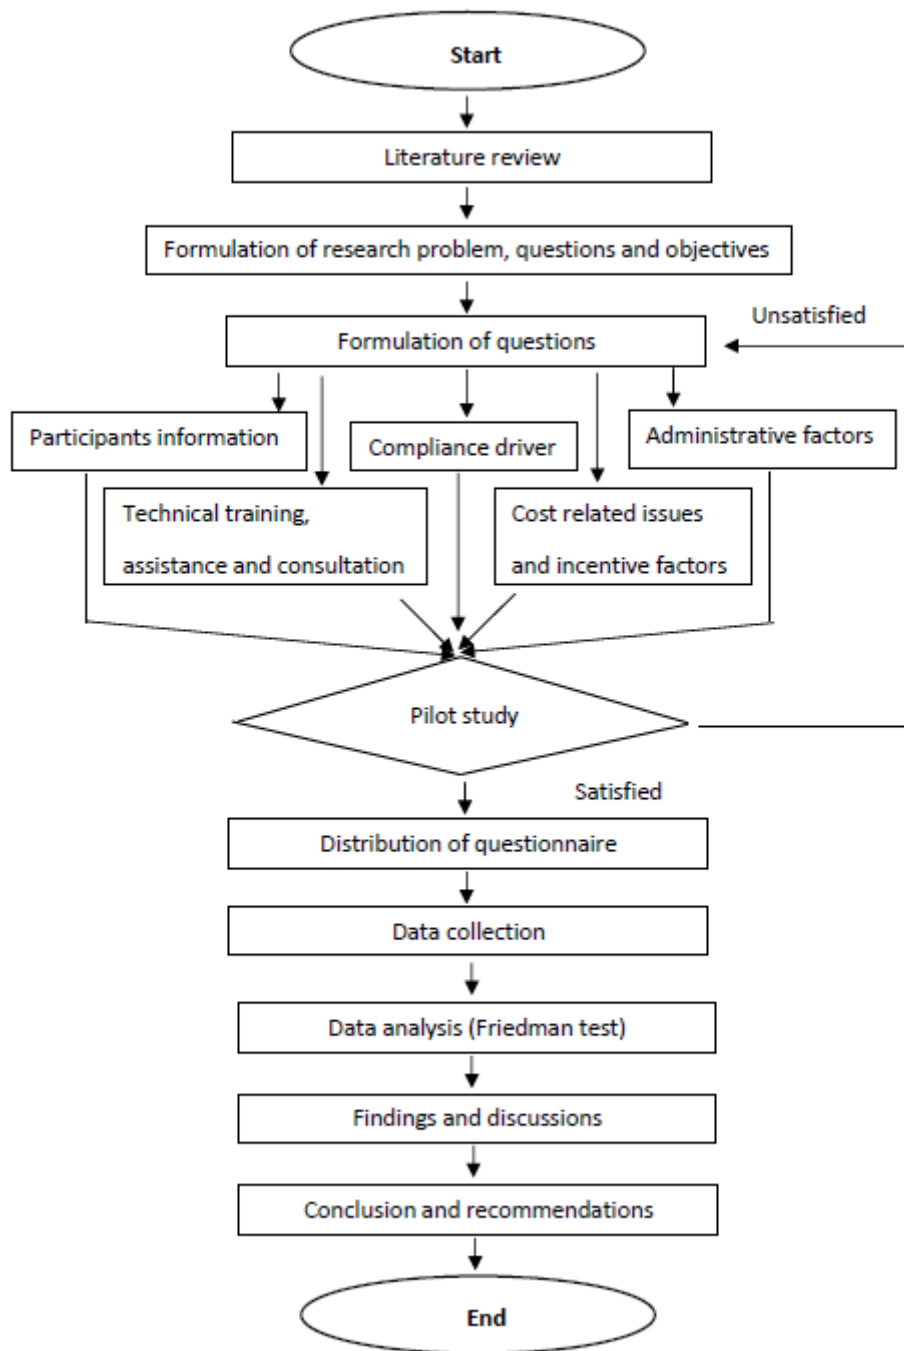 Start
Literature review
Formulation of research problem, questions and objectives
Formulation of questions
Unsatisfied
Participants information
Compliance driver
Administrative factors
Technical training,
assistance and consultation
Cost related issues
and incentive factors
Pilot study
Satisfied
Distribution of questionnaire
Data collection
Data analysis (Friedman test)
Findings and discussions
Conclusion and recommendations
End